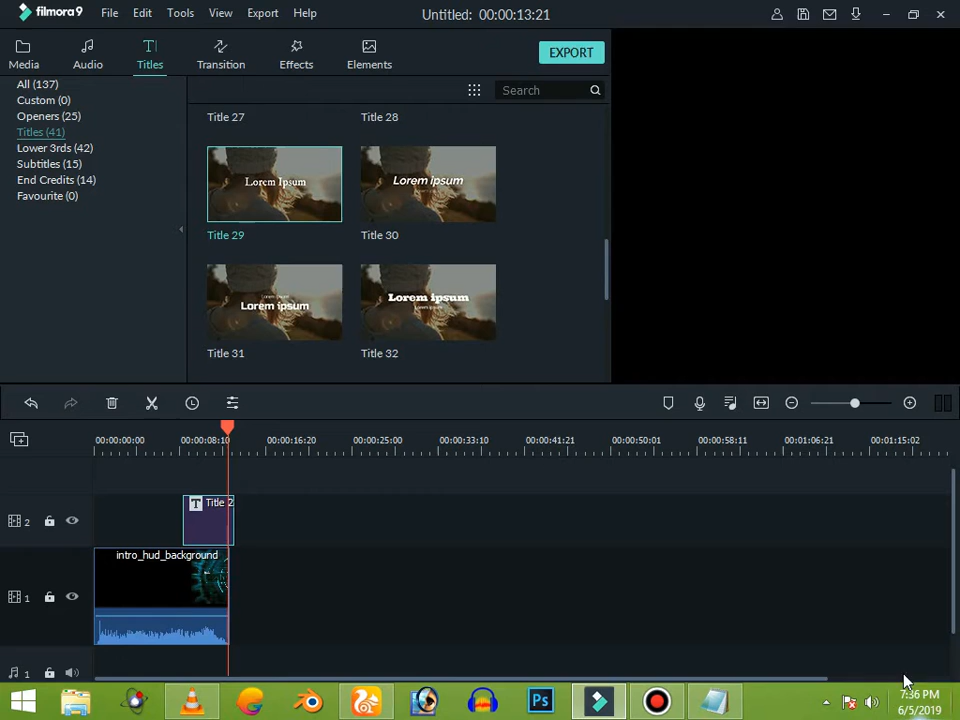 filmora9 File Edit Tools View Export Help Untitled: 00:00:13:21
Media Audio Titles Transition Effects Elements EXPORT
All (137)
Custom (0)
Openers (25)
Titles (41)
Lower 3rds (42)
Subtitles (15)
End Credits (14)
Favourite (0)
Search
Title 27 Title 28
Lorem Ipsum Lorem Ipsum
Title 29 Title 30
Lorem Ipsum Lorem Ipsum
Title 31 Title 32
00:00:00:00 00:00:08:10 00:00:16:20 00:00:25:00 00:00:33:10 00:00:41:21 00:00:50:01 00:00:58:11 00:01:06:21 00:01:15:02
2 T Title 2
intro_hud_background
1
1
Ps
7:36 PM
6/5/2019